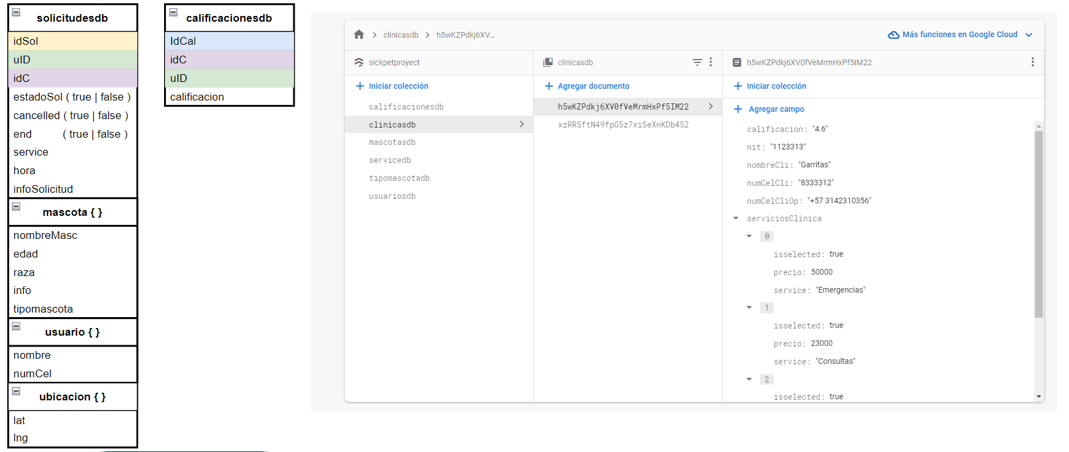 solicitudesdb
idSol
uID
idC
estadoSol ( true | false )
cancelled ( true | false )
end ( true | false )
service
hora
infoSolicitud
mascota { }
nombreMasc
edad
raza
info
tipomascota
usuario { }
nombre
numCel
ubicacion { }
lat
lng
calificacionesdb
IdCal
idC
uID
calificacion
clinicasdb
h5wKZPdkj6XV...
Más funciones en Google Cloud
sickpetproyect
Iniciar colección
calificacionesdb
clinicasdb
mascotasdb
servicedb
tipomascotadb
usuariosdb
clinicasdb
Agregar documento
h5wKZPdkj6XV0fVeMrmHxPf5IM22
xzRRSftN49fpG5z7xiSeXnKDb4S2
h5wKZPdkj6XV0fVeMrmHxPf5IM22
Iniciar colección
Agregar campo
calificacion: "4.6"
nit: "1123313"
nombreCli: "Garritas"
numCelCli: "8333312"
numCelCliOp: "+57 3142310356"
serviciosClinica
0
isselected: true
precio: 50000
service: "Emergencias"
1
isselected: true
precio: 23000
service: "Consultas"
2
isselected: true